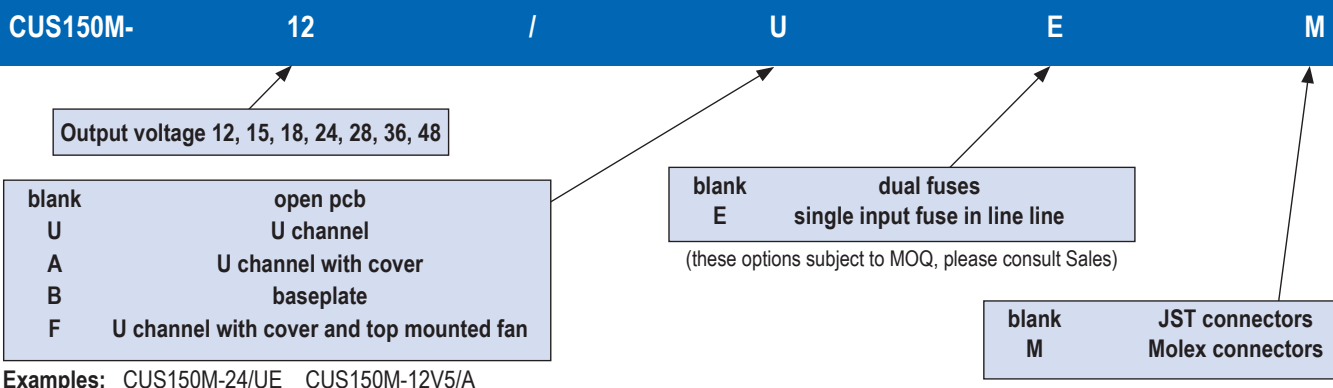 CUS150M- 12 / U E M
Output voltage 12, 15, 18, 24, 28, 36, 48
blank open pcb
U U channel
A U channel with cover
B baseplate
F U channel with cover and top mounted fan
blank dual fuses
E single input fuse in line line
(these options subject to MOQ, please consult Sales)
blank JST connectors
M Molex connectors
Examples: CUS150M-24/UE CUS150M-12V5/A